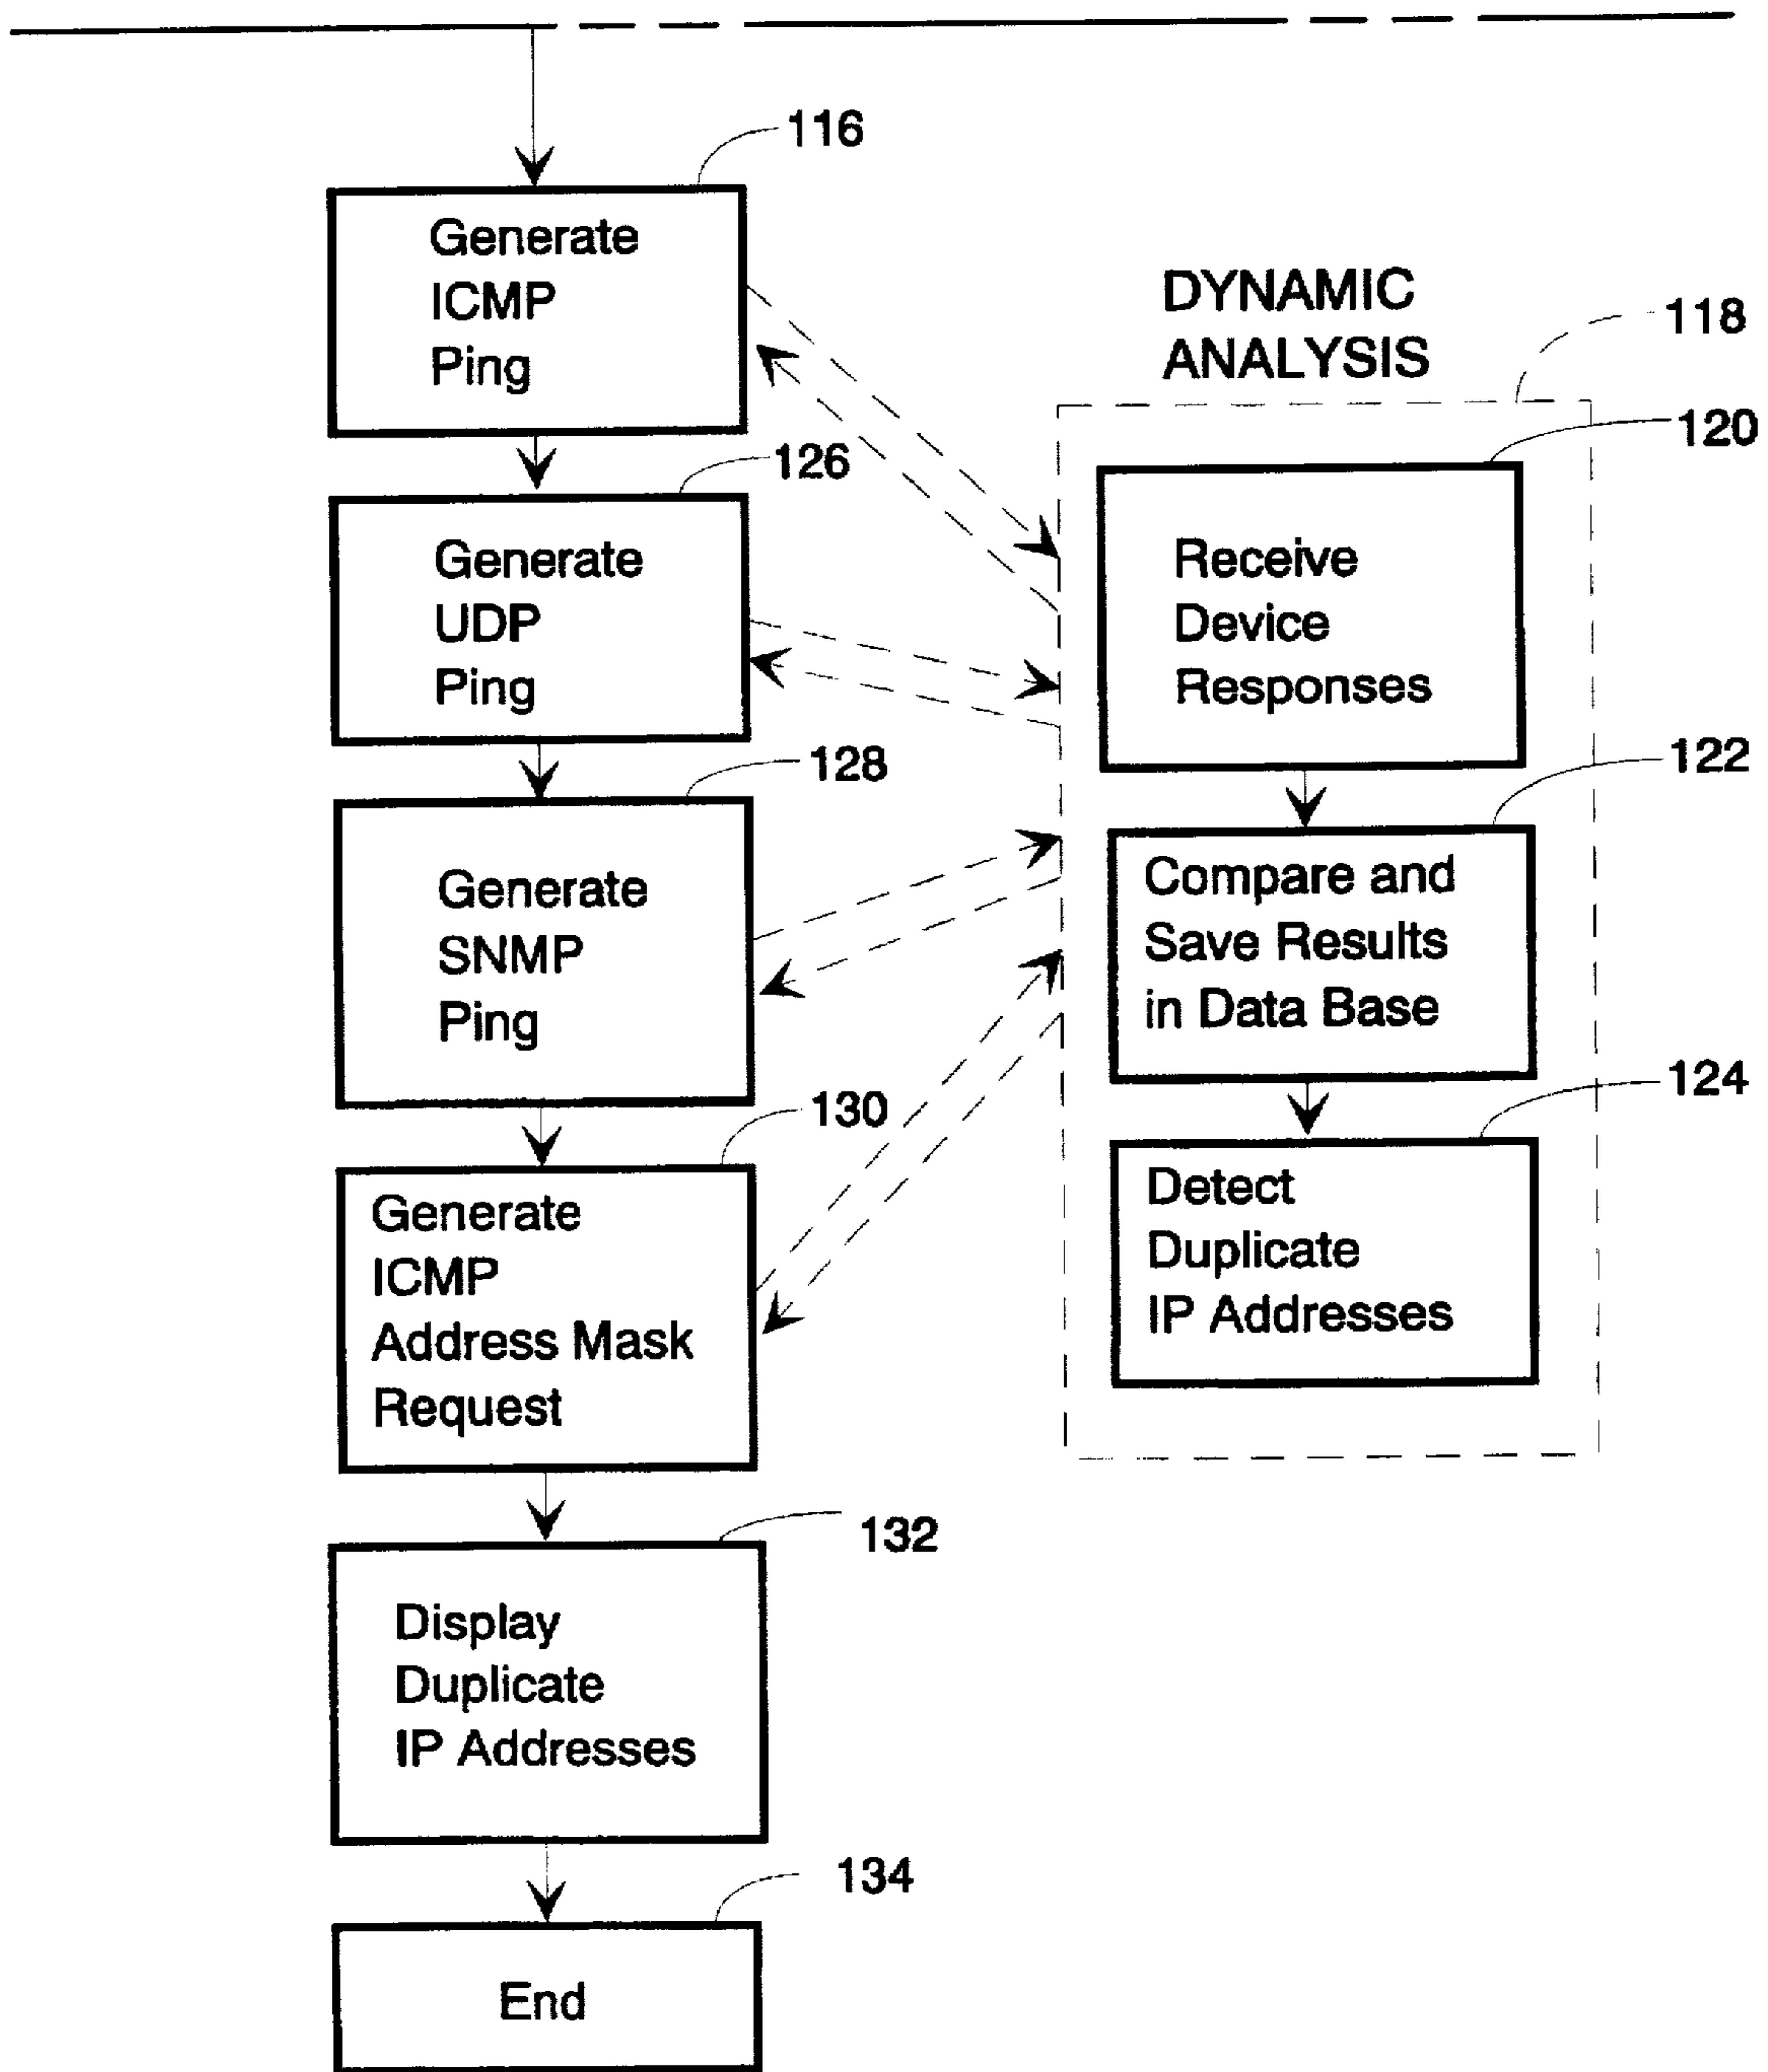 116
Generate
ICMP
Ping
DYNAMIC
ANALYSIS
118
120
Receive
Device
Responses
126
Generate
UDP
Ping
122
Compare and
Save Results
in Data Base
128
Generate
SNMP
Ping
124
Detect
Duplicate
IP Addresses
130
Generate
ICMP
Address Mask
Request
132
Display
Duplicate
IP Addresses
134
End